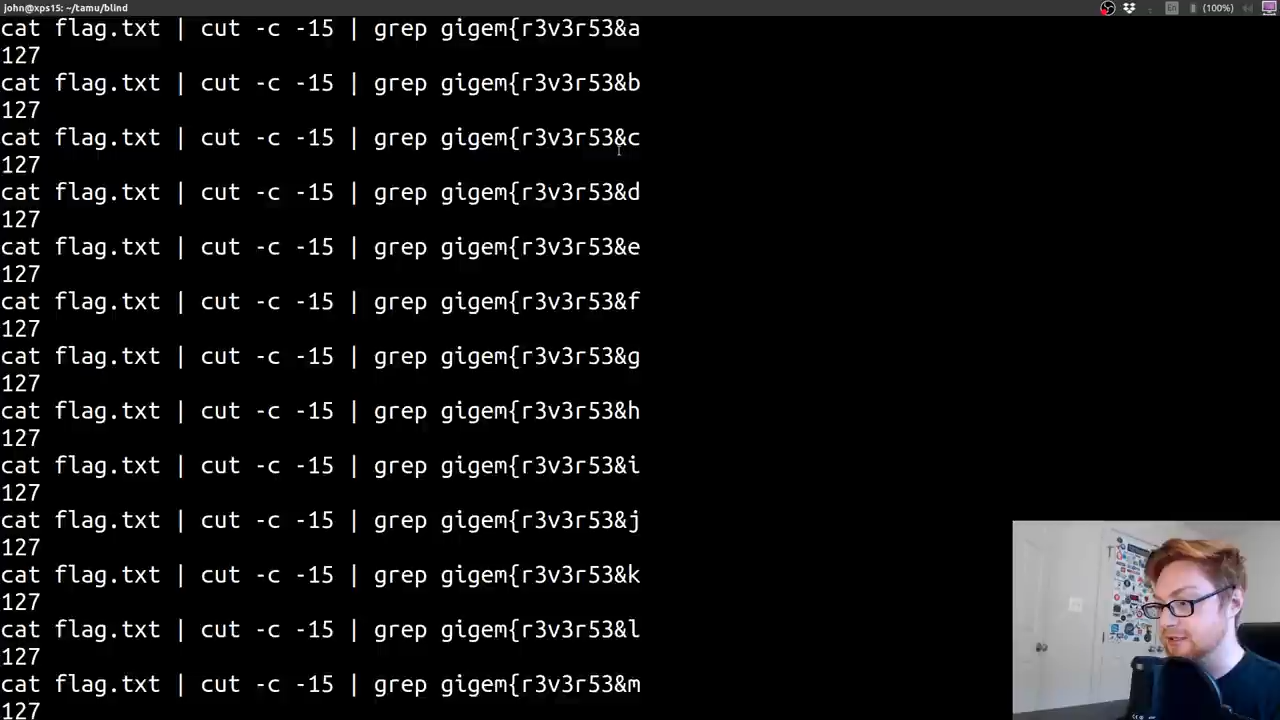 john@xps15: ~/tamu/blind
En
(100%)
cat flag.txt | cut -c -15 | grep gigem{r3v3r53&a
127
cat flag.txt | cut -c -15 | grep gigem{r3v3r53&b
127
cat flag.txt | cut -c -15 | grep gigem{r3v3r53&c
127
cat flag.txt | cut -c -15 | grep gigem{r3v3r53&d
127
cat flag.txt | cut -c -15 | grep gigem{r3v3r53&e
127
cat flag.txt | cut -c -15 | grep gigem{r3v3r53&f
127
cat flag.txt | cut -c -15 | grep gigem{r3v3r53&g
127
cat flag.txt | cut -c -15 | grep gigem{r3v3r53&h
127
cat flag.txt | cut -c -15 | grep gigem{r3v3r53&i
127
cat flag.txt | cut -c -15 | grep gigem{r3v3r53&j
127
cat flag.txt | cut -c -15 | grep gigem{r3v3r53&k
127
cat flag.txt | cut -c -15 | grep gigem{r3v3r53&l
127
cat flag.txt | cut -c -15 | grep gigem{r3v3r53&m
127